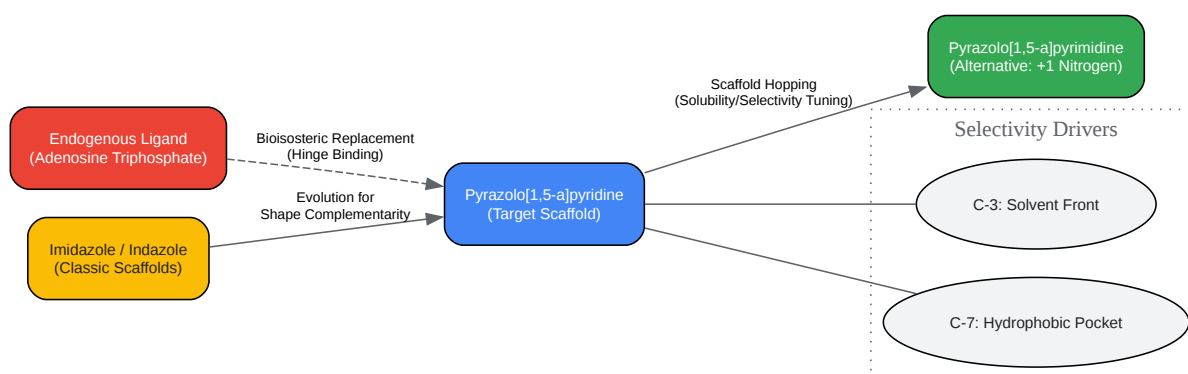 Endogenous Ligand
(Adenosine Triphosphate)
Imidazole / Indazole
(Classic Scaffolds)
Bioisosteric Replacement
(Hinge Binding)
Evolution for
Shape Complementarity
Pyrazolo[1,5-a]pyridine
(Target Scaffold)
Scaffold Hopping
(Solubility/Selectivity Tuning)
Pyrazolo[1,5-a]pyrimidine
(Alternative: +1 Nitrogen)
Selectivity Drivers
C-3: Solvent Front
C-7: Hydrophobic Pocket